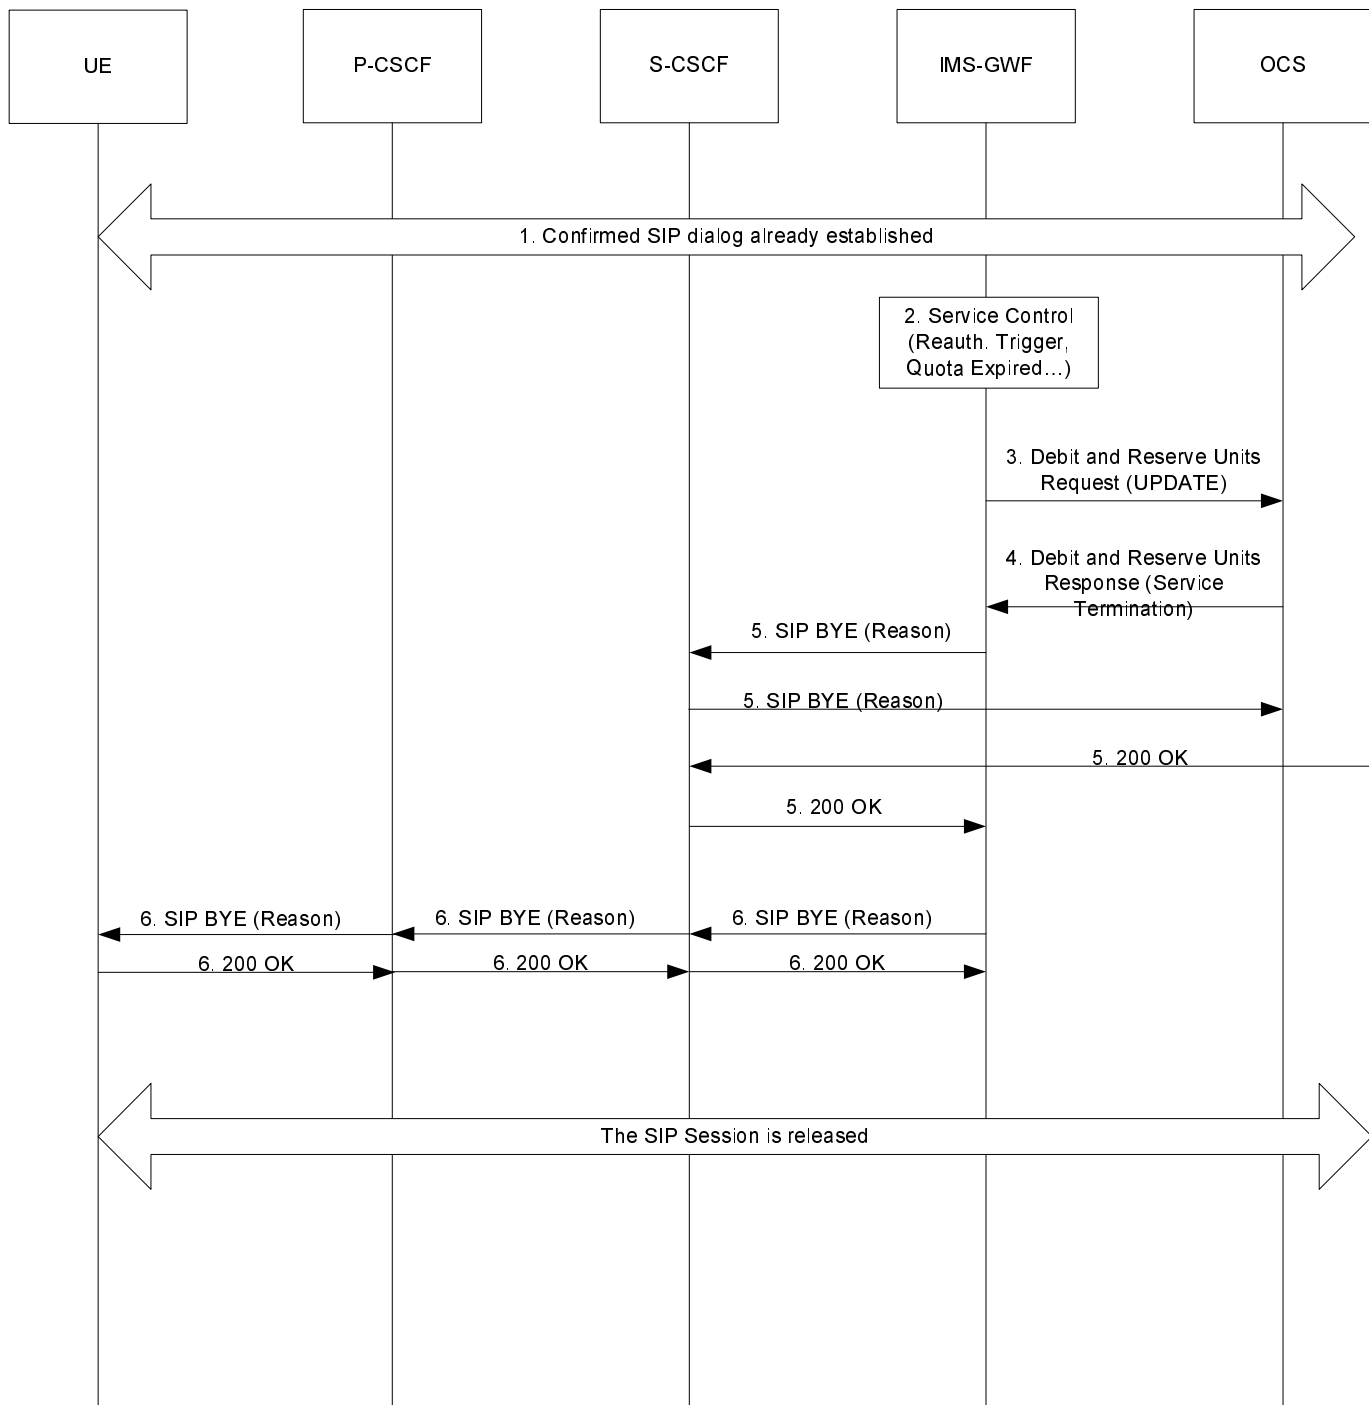 UE
P-CSCF
S-CSCF
IMS-GWF
OCS
1. Confirmed SIP dialog already established
2. Service Control
(Reauth. Trigger,
Quota Expired...)
3. Debit and Reserve Units
Request (UPDATE)
4. Debit and Reserve Units
Response (Service
Termination)
5. SIP BYE (Reason)
5. SIP BYE (Reason)
5. 200 OK
5. 200 OK
6. SIP BYE (Reason)
6. SIP BYE (Reason)
6. SIP BYE (Reason)
6. 200 OK
6. 200 OK
6. 200 OK
The SIP Session is released